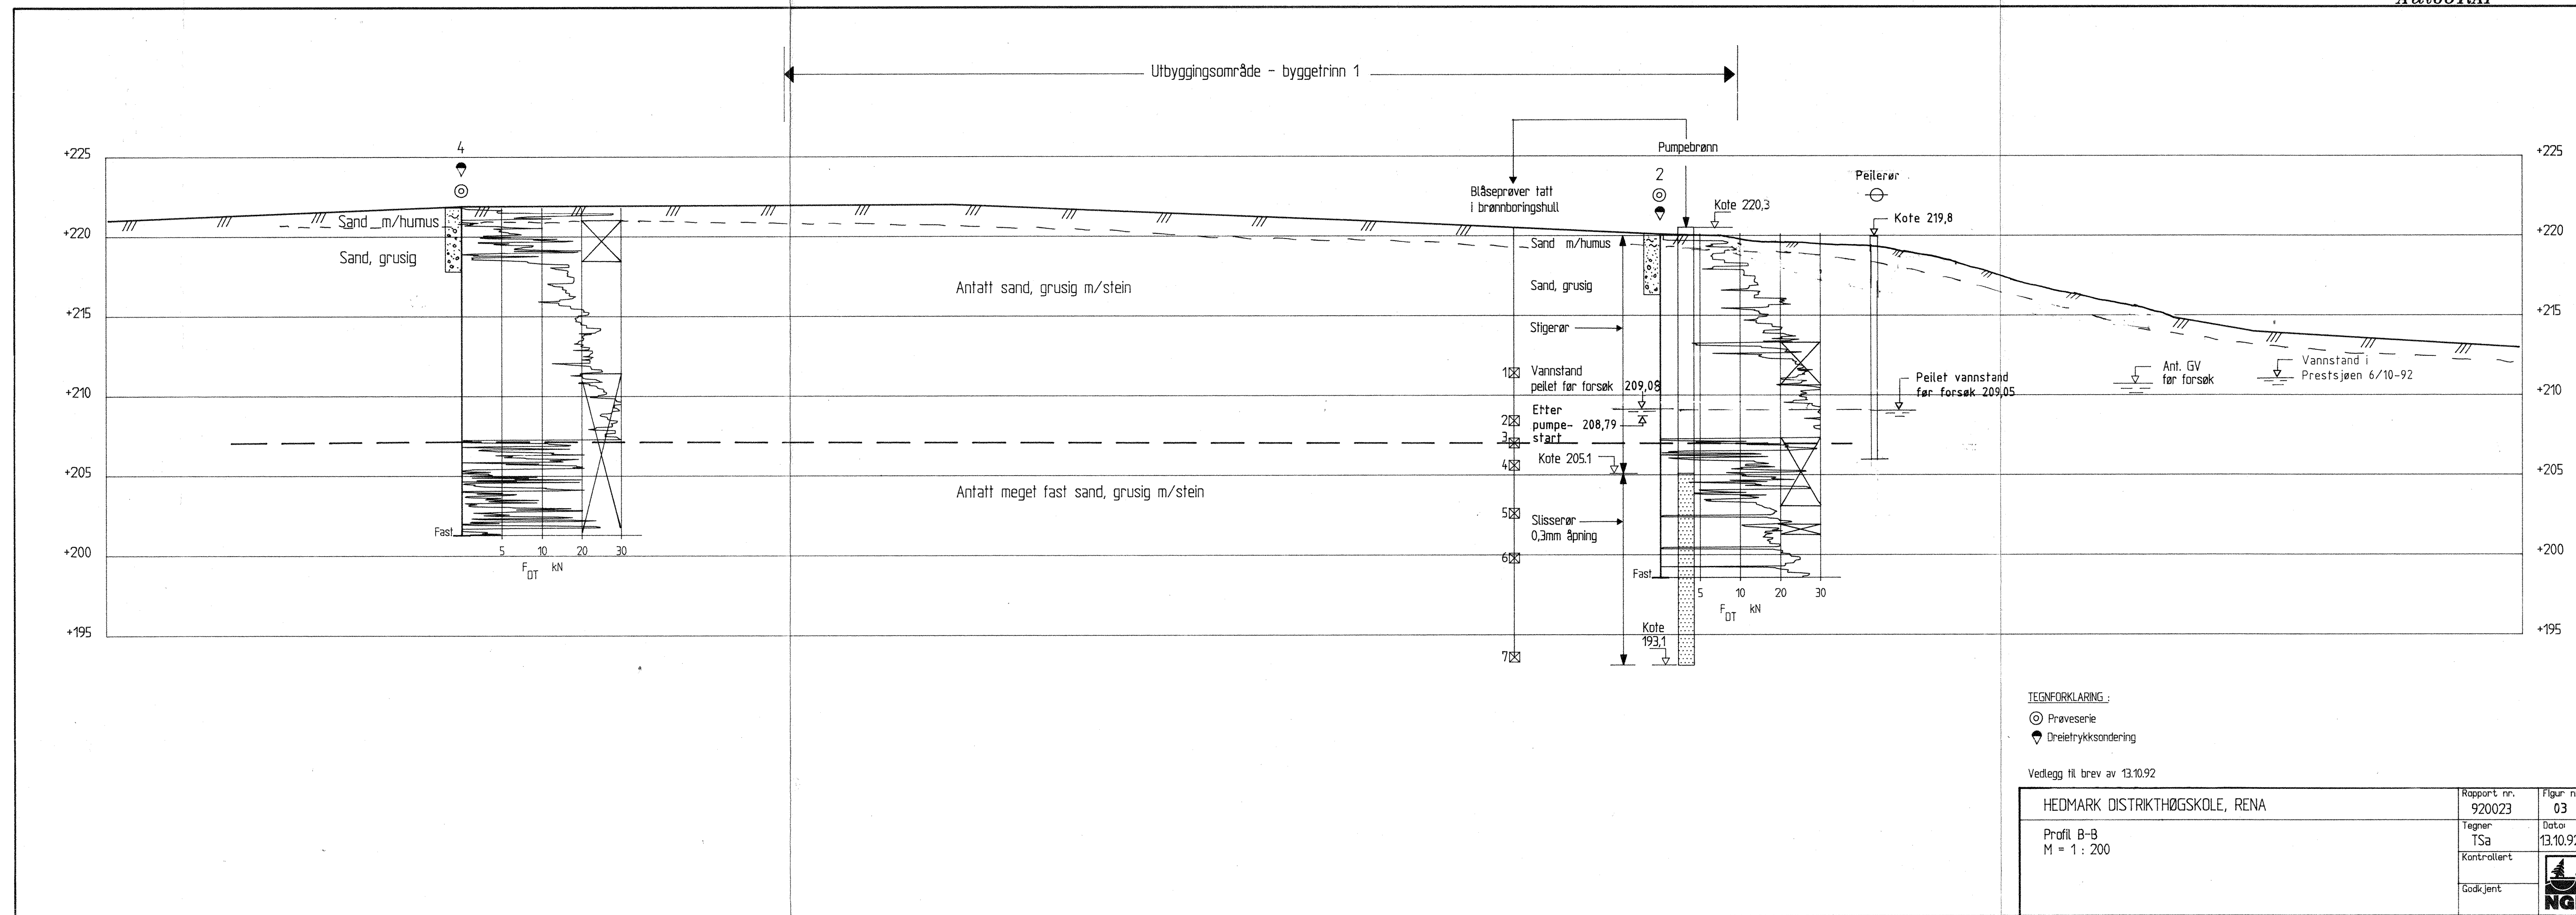 Utbyggingsområde - byggetrinn 1
+225
+220
+215
+210
+205
+200
+195
4
Sand m/humus
Sand, grusig
Fast
5 10 20 30
F DT kN
Antatt sand, grusig m/stein
Antatt meget fast sand, grusig m/stein
Pumpebrønn
Blåseprøver tatt
i brønnboringshull
2
Kote 220,3
Peilerør
Kote 219,8
Sand m/humus
Sand, grusig
Stigerør
1
Vannstand
peilet før forsøk 209,08
2
Etter
pumpe- 208,79
start
3
4
Kote 205.1
5
Slisserør
0,3mm åpning
6
Fast
5 10 20 30
F DT kN
Kote
193,1
7
Peilet vannstand
før forsøk 209,05
Ant. GV
før forsøk
Vannstand i
Prestsjøen 6/10-92
+225
+220
+215
+210
+205
+200
+195
TEGNFORKLARING :
Prøveserie
Dreietrykksondering
Vedlegg til brev av 13.10.92
HEDMARK DISTRIKTHØGSKOLE, RENA
Profil B-B
M = 1 : 200
Rapport nr.
920023
Figur n
03
Tegner
TSa
Dato:
13.10.92
Kontrollert
Godkjent
NG